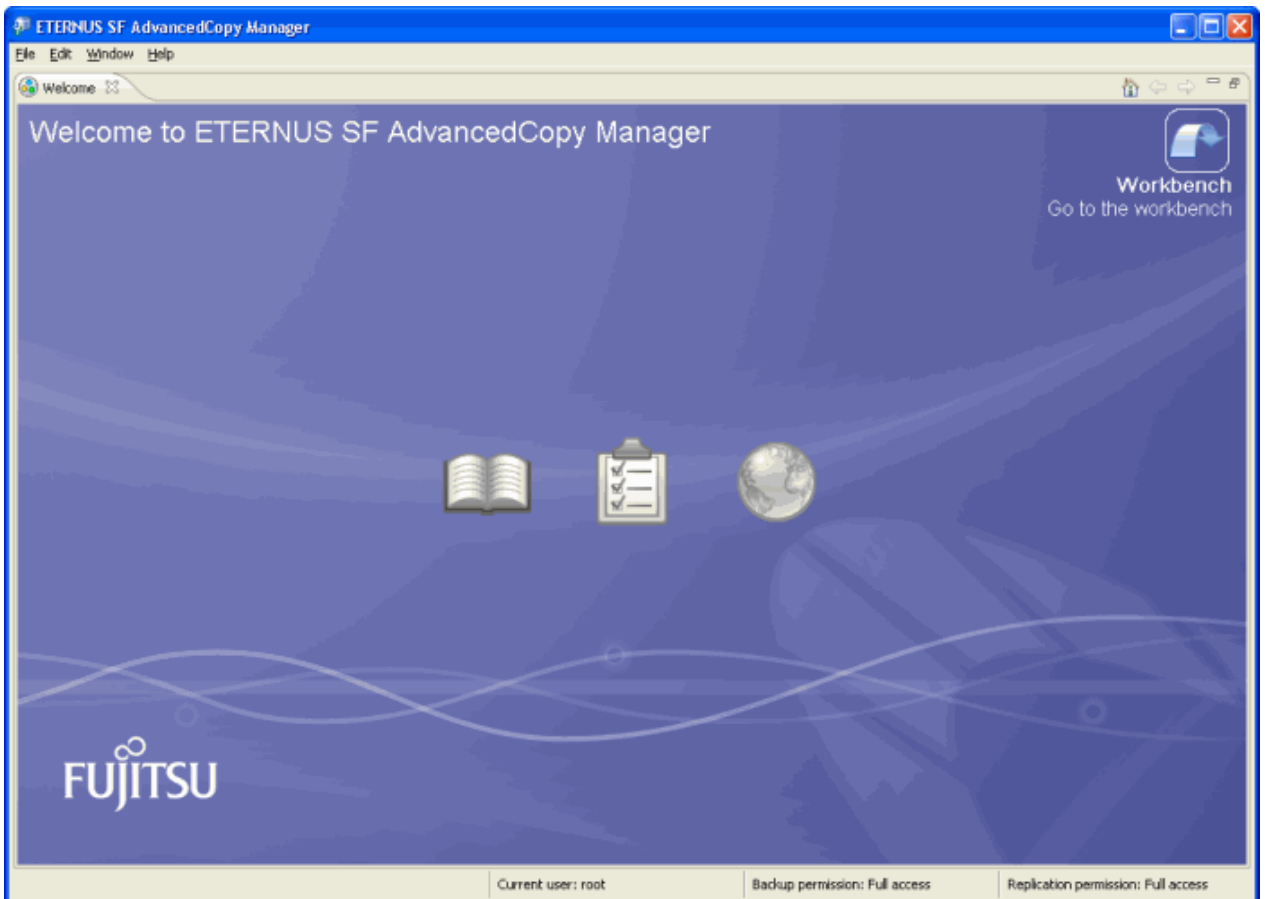 ETERNUS SF AdvancedCopy Manager
File Edit Window Help
Welcome
Welcome to ETERNUS SF AdvancedCopy Manager
Workbench
Go to the workbench
FUJITSU
Current user: root Backup permission: Full access Replication permission: Full access